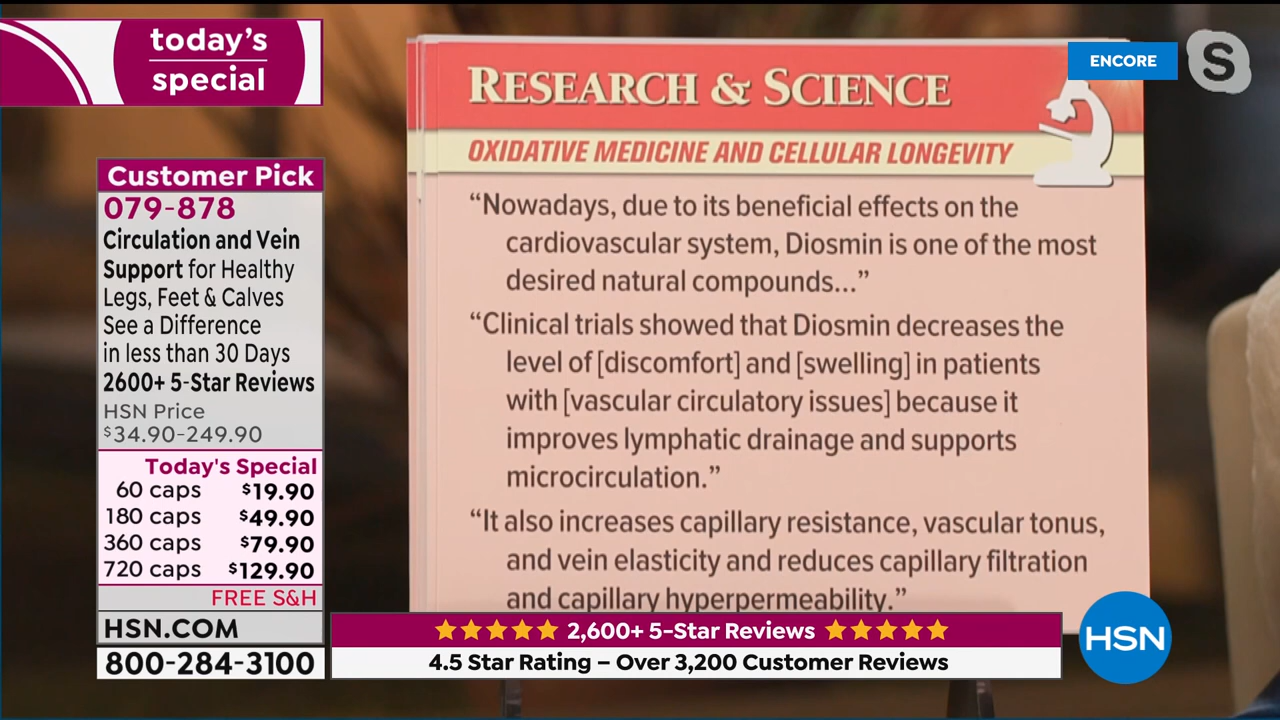 today's
special
Customer Pick
079-878
Circulation and Vein
Support for Healthy
Legs, Feet & Calves
See a Difference
in less than 30 Days
2600+ 5-Star Reviews
HSN Price
$34.90-249.90
Today's Special
60 caps $19.90
180 caps $49.90
360 caps $79.90
720 caps $129.90
FREE S&H
HSN.COM
800-284-3100
ENCORE
S
RESEARCH & SCIENCE
OXIDATIVE MEDICINE AND CELLULAR LONGEVITY
“Nowadays, due to its beneficial effects on the
cardiovascular system, Diosmin is one of the most
desired natural compounds...”
“Clinical trials showed that Diosmin decreases the
level of [discomfort] and [swelling] in patients
with [vascular circulatory issues] because it
improves lymphatic drainage and supports
microcirculation.”
“It also increases capillary resistance, vascular tonus,
and vein elasticity and reduces capillary filtration
and capillary hyperpermeability.”
2,600+ 5-Star Reviews
4.5 Star Rating – Over 3,200 Customer Reviews
HSN